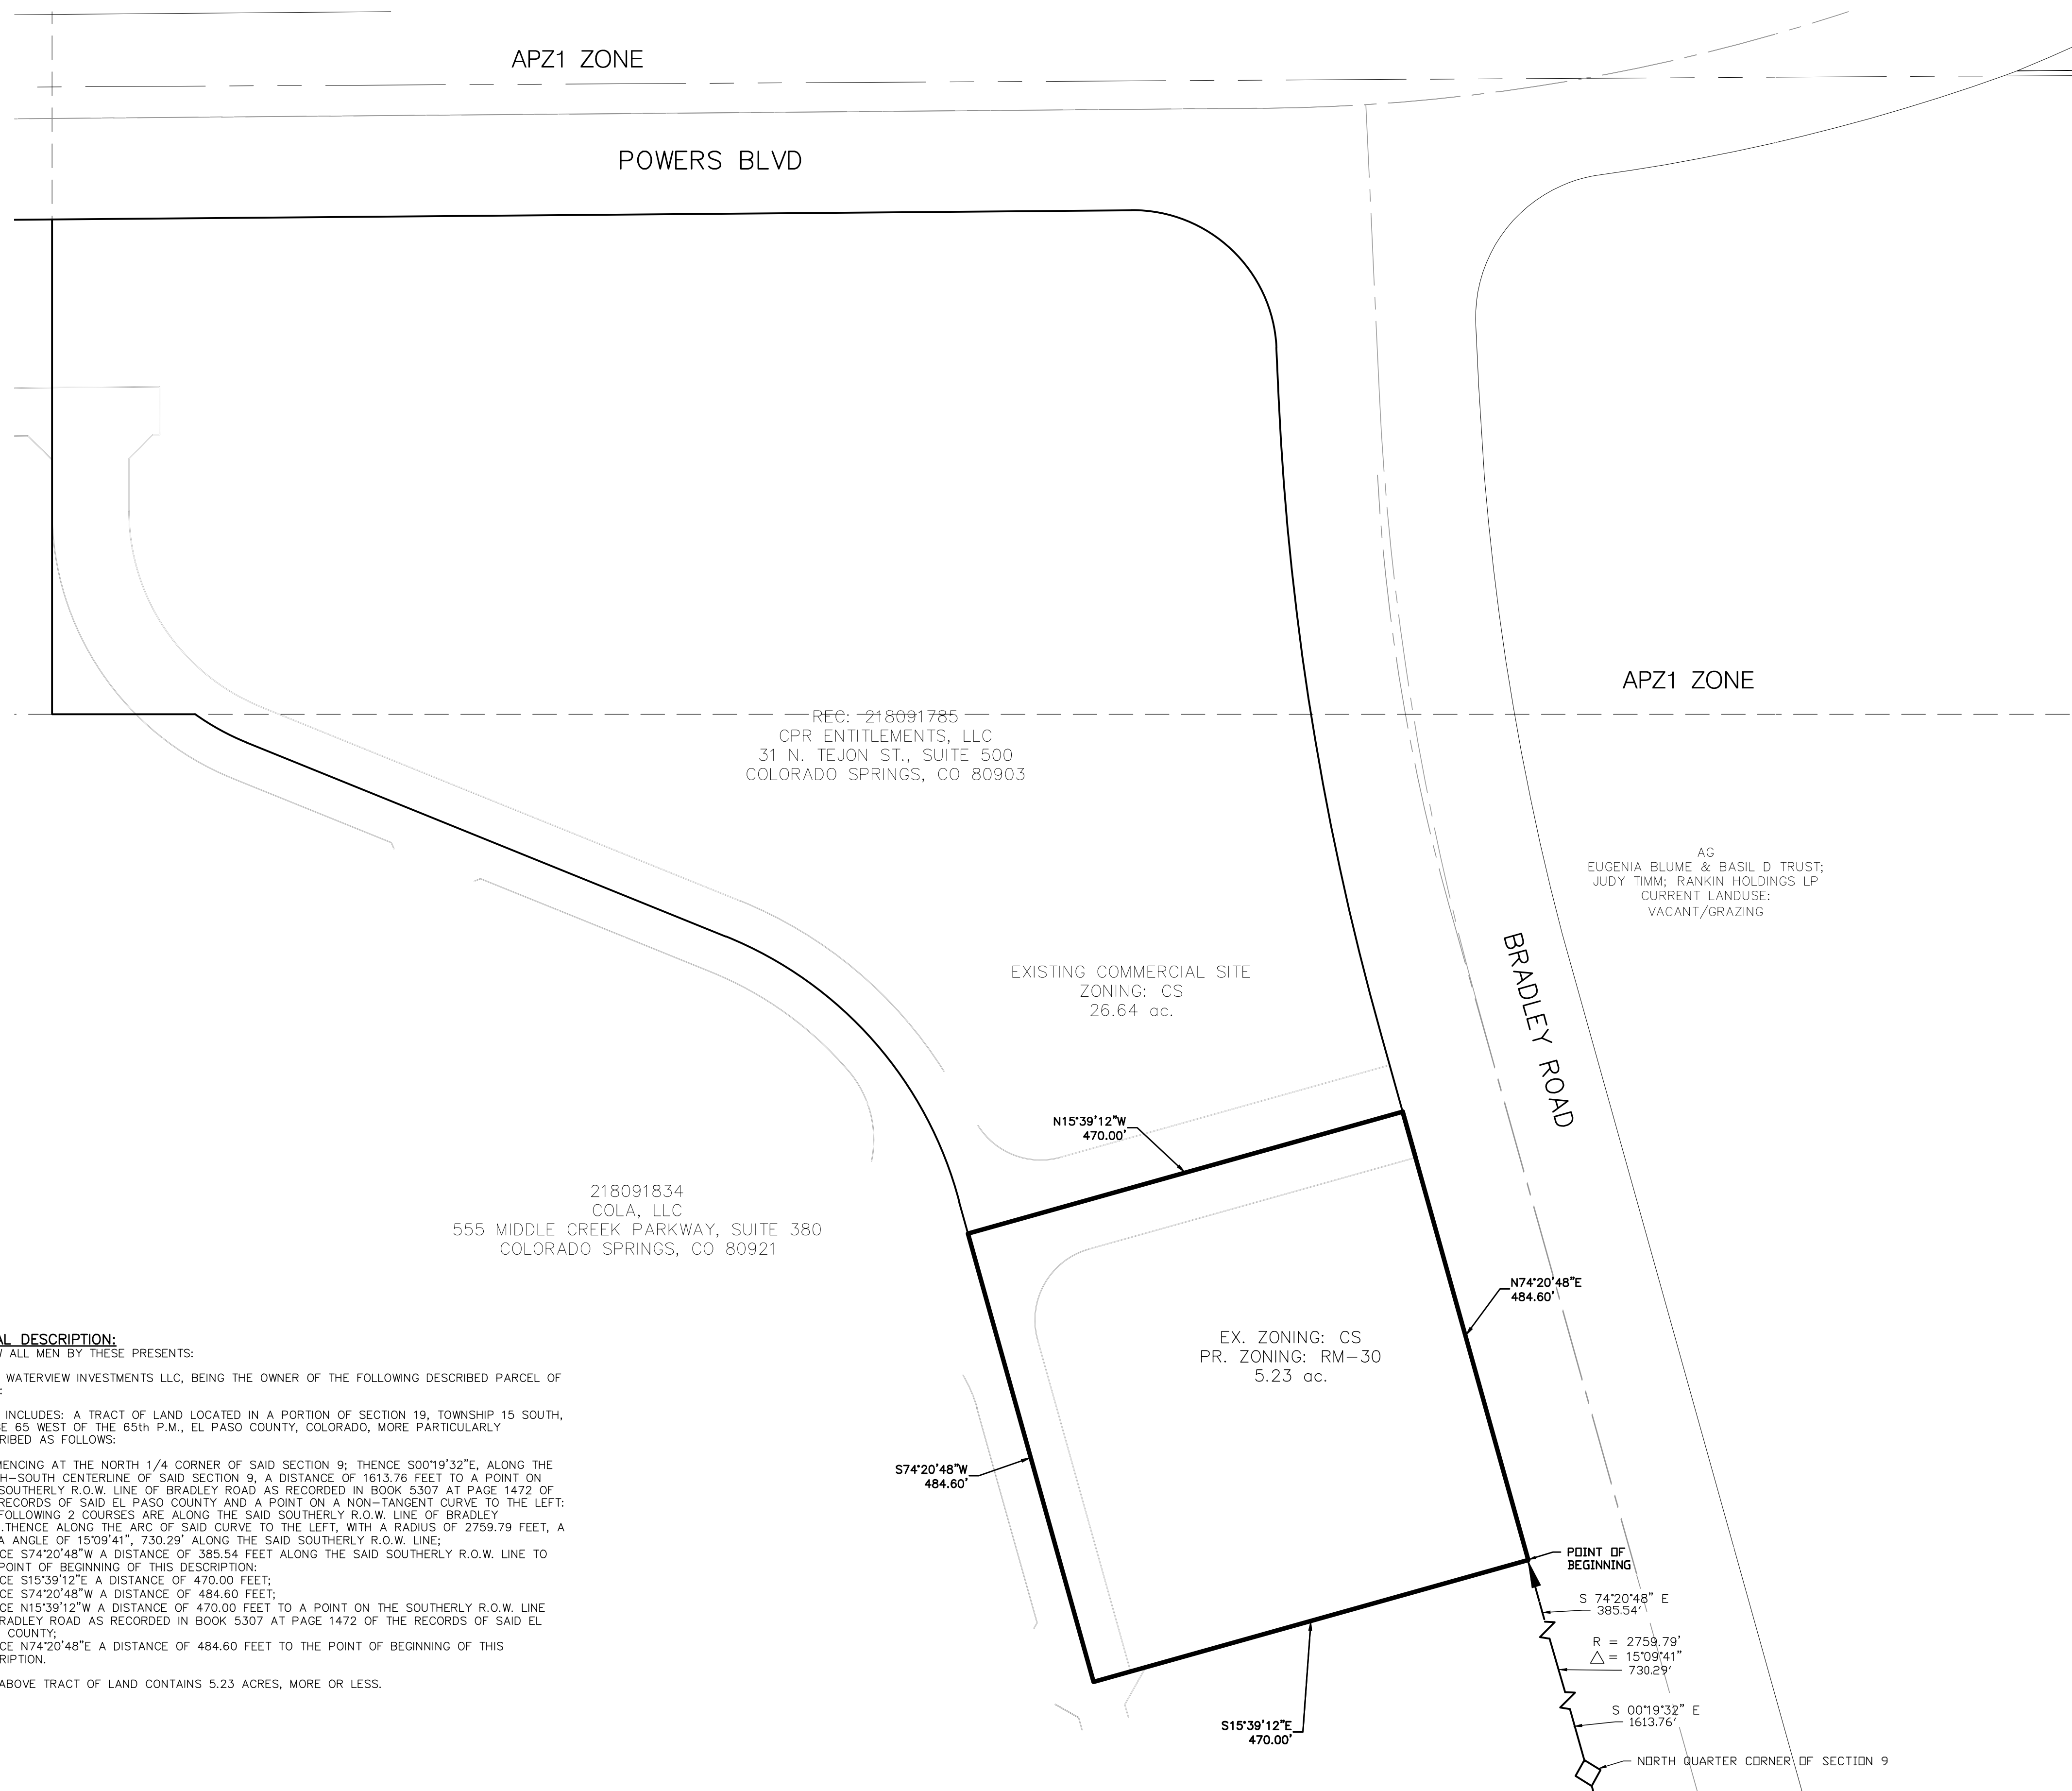 APZ1 ZONE
POWERS BLVD
APZ1 ZONE
REC: 218091785
CPR ENTITLEMENTS, LLC
31 N. TEJON ST., SUITE 500
COLORADO SPRINGS, CO 80903
AG
EUGENIA BLUME & BASIL D TRUST;
JUDY TIMM; RANKIN HOLDINGS LP
CURRENT LANDUSE:
VACANT/GRAZING
BRADLEY ROAD
EXISTING COMMERCIAL SITE
ZONING: CS
26.64 ac.
N15°39'12"W
470.00'
218091834
COLA, LLC
555 MIDDLE CREEK PARKWAY, SUITE 380
COLORADO SPRINGS, CO 80921
N74°20'48"E
484.60'
EX. ZONING: CS
PR. ZONING: RM-30
5.23 ac.
S74°20'48"W
484.60'
POINT OF
BEGINNING
S 74°20'48" E
385.54'
R = 2759.79'
△ = 15°09'41"
730.29'
S 00°19'32" E
1613.76'
S15°39'12"E
470.00'
NORTH QUARTER CORNER OF SECTION 9
AL DESCRIPTION:
W ALL MEN BY THESE PRESENTS:
WATERVIEW INVESTMENTS LLC, BEING THE OWNER OF THE FOLLOWING DESCRIBED PARCEL OF
:
INCLUDES: A TRACT OF LAND LOCATED IN A PORTION OF SECTION 19, TOWNSHIP 15 SOUTH,
E 65 WEST OF THE 65th P.M., EL PASO COUNTY, COLORADO, MORE PARTICULARLY
RIBED AS FOLLOWS:
MENCING AT THE NORTH 1/4 CORNER OF SAID SECTION 9; THENCE S00°19'32"E, ALONG THE
H-SOUTH CENTERLINE OF SAID SECTION 9, A DISTANCE OF 1613.76 FEET TO A POINT ON
SOUTHERLY R.O.W. LINE OF BRADLEY ROAD AS RECORDED IN BOOK 5307 AT PAGE 1472 OF
RECORDS OF SAID EL PASO COUNTY AND A POINT ON A NON-TANGENT CURVE TO THE LEFT:
FOLLOWING 2 COURSES ARE ALONG THE SAID SOUTHERLY R.O.W. LINE OF BRADLEY
.THENCE ALONG THE ARC OF SAID CURVE TO THE LEFT, WITH A RADIUS OF 2759.79 FEET, A
A ANGLE OF 15°09'41", 730.29' ALONG THE SAID SOUTHERLY R.O.W. LINE;
CE S74°20'48"W A DISTANCE OF 385.54 FEET ALONG THE SAID SOUTHERLY R.O.W. LINE TO
POINT OF BEGINNING OF THIS DESCRIPTION:
CE S15°39'12"E A DISTANCE OF 470.00 FEET;
CE S74°20'48"W A DISTANCE OF 484.60 FEET;
CE N15°39'12"W A DISTANCE OF 470.00 FEET TO A POINT ON THE SOUTHERLY R.O.W. LINE
RADLEY ROAD AS RECORDED IN BOOK 5307 AT PAGE 1472 OF THE RECORDS OF SAID EL
COUNTY;
CE N74°20'48"E A DISTANCE OF 484.60 FEET TO THE POINT OF BEGINNING OF THIS
RIPTION.
ABOVE TRACT OF LAND CONTAINS 5.23 ACRES, MORE OR LESS.